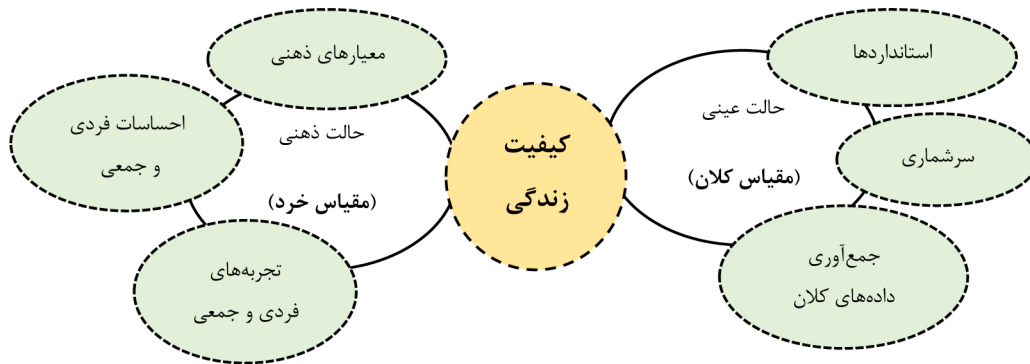 استانداردها
سرشماری
جمع‌آوری
داده‌های کلان
حالت عینی
(مقیاس کلان)
کیفیت
زندگی
معیارهای ذهنی
حالت ذهنی
(مقیاس خرد)
احساسات فردی
و جمعی
تجربه‌های
فردی و جمعی